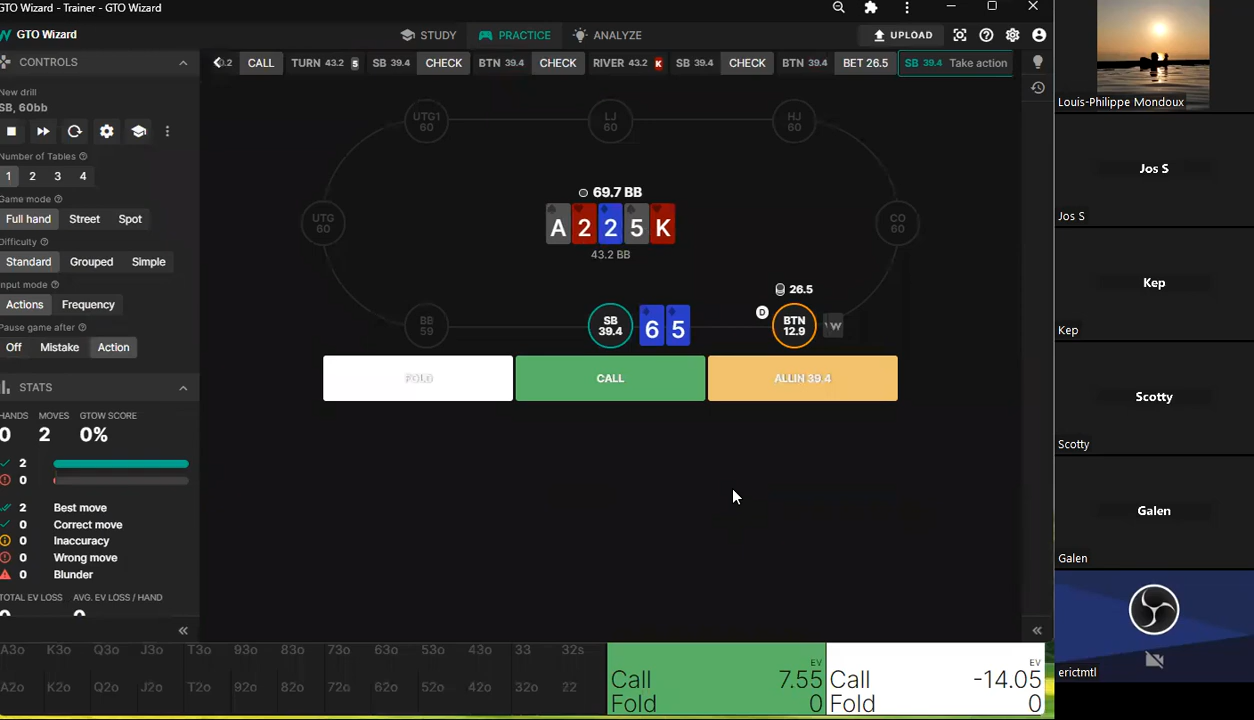 GTO Wizard - Trainer - GTO Wizard
GTO Wizard
STUDY
PRACTICE
ANALYZE
UPLOAD
CONTROLS
0.2
CALL
TURN 43.2 5
SB 39.4
CHECK
BTN 39.4
CHECK
RIVER 43.2 K
SB 39.4
CHECK
BTN 39.4
BET 26.5
SB 39.4 Take action
New drill
SB, 60bb
Number of Tables
1 2 3 4
Game mode
Full hand Street Spot
Difficulty
Standard Grouped Simple
Input mode
Actions Frequency
Pause game after
Off Mistake Action
STATS
HANDS MOVES GTOW SCORE
0 2 0%
2
0
2 Best move
0 Correct move
0 Inaccuracy
0 Wrong move
0 Blunder
TOTAL EV LOSS AVG. EV LOSS / HAND
0 0
UTG1
60
LJ
60
HJ
60
UTG
60
CO
60
69.7 BB
A 2 2 5 K
43.2 BB
26.5
BB
59
SB
39.4
6 5
D
BTN
12.9
W
FOLD
CALL
ALLIN 39.4
A3o K3o Q3o J3o T3o 93o 83o 73o 63o 53o 43o 33 32s
A2o K2o Q2o J2o T2o 92o 82o 72o 62o 52o 42o 32o 22
EV
Call 7.55
Fold 0
EV
Call -14.05
Fold 0
Louis-Philippe Mondoux
Jos S
Jos S
Kep
Kep
Scotty
Scotty
Galen
Galen
erictmtl